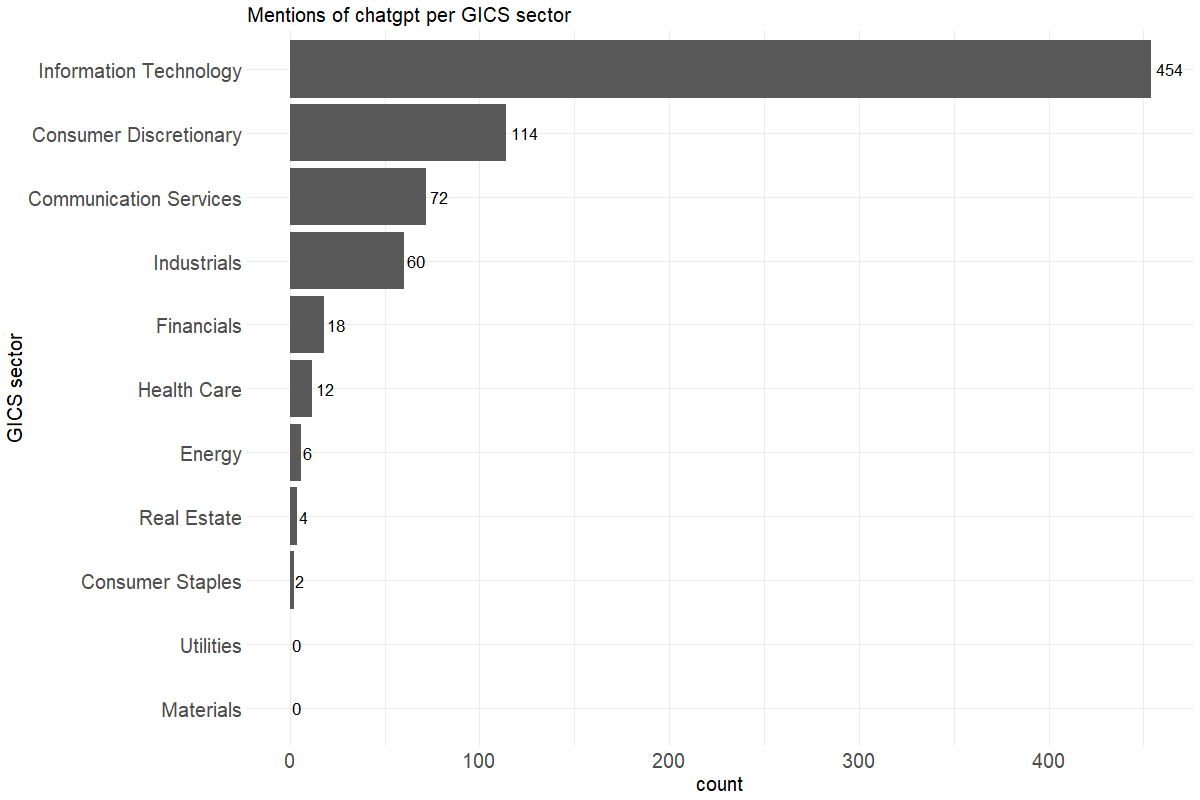 Mentions of chatgpt per GICS sector
GICS sector
Information Technology 454
Consumer Discretionary 114
Communication Services 72
Industrials 60
Financials 18
Health Care 12
Energy 6
Real Estate 4
Consumer Staples 2
Utilities 0
Materials 0
0 100 200 300 400
count